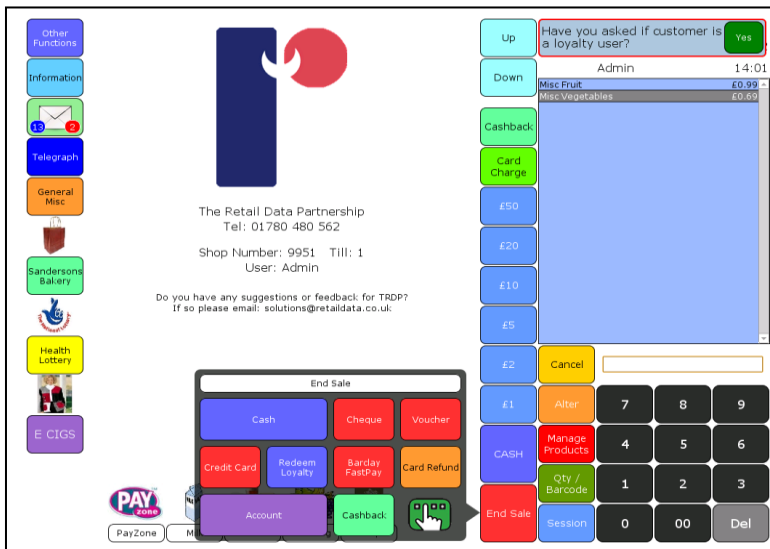 Other
Functions
Information
13 2
Telegraph
General
Misc
Sandersons
Bakery
The National Lottery
Health
Lottery
E CIGS
The Retail Data Partnership
Tel: 01780 480 562
Shop Number: 9951 Till: 1
User: Admin
Do you have any suggestions or feedback for TRDP?
If so please email: solutions@retaildata.co.uk
End Sale
Cash
Cheque
Voucher
Credit Card
Redeem
Loyalty
Barclay
FastPay
Card Refund
Account
Cashback
PAY
zone
PayZone
Up
Down
Cashback
Card
Charge
£50
£20
£10
£5
£2
£1
CASH
End Sale
Have you asked if customer is
a loyalty user?
Yes
Admin 14:01
Misc Fruit £0.99
Misc Vegetables £0.69
Cancel
Alter
7 8 9
Manage
Products
4 5 6
Qty /
Barcode
1 2 3
Session
0 00 Del